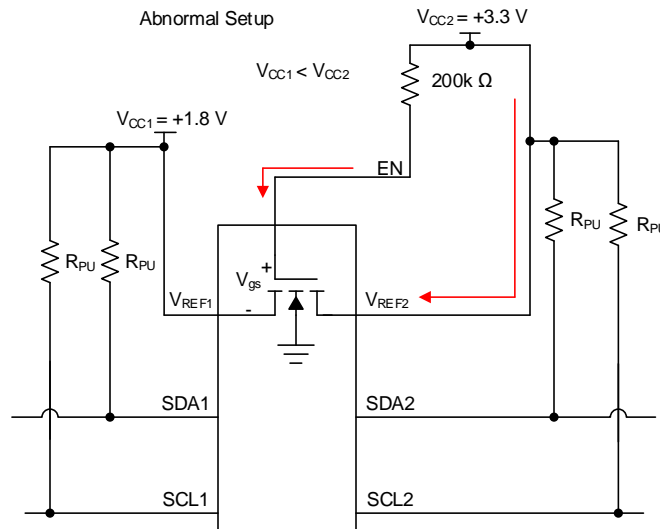 Abnormal Setup
VCC2 = +3.3 V
VCC1 < VCC2
200k Ω
VCC1 = +1.8 V
EN
RPU
RPU
RPU
RPU
+
Vgs
-
VREF1
VREF2
SDA1
SDA2
SCL1
SCL2